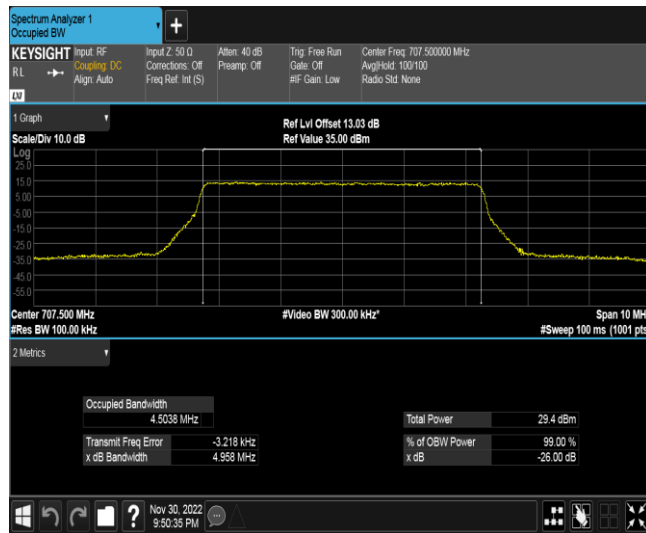 Spectrum Analyzer 1
Occupied BW
+
KEYSIGHT Input: RF Input Z: 50 Ω Atten: 40 dB Trig: Free Run Center Freq: 707.500000 MHz
RL Coupling: DC Corrections: Off Preamp: Off Gate: Off Avg|Hold: 100/100
Align: Auto Freq Ref: Int (S) #IF Gain: Low Radio Std: None
LXI
1 Graph
Ref Lvl Offset 13.03 dB
Scale/Div 10.0 dB Ref Value 35.00 dBm
Log
25.0
15.0
5.00
-5.00
-15.0
-25.0
-35.0
-45.0
-55.0
Center 707.500 MHz #Video BW 300.00 kHz* Span 10 MH
#Res BW 100.00 kHz #Sweep 100 ms (1001 pts
2 Metrics
Occupied Bandwidth
4.5038 MHz Total Power 29.4 dBm
Transmit Freq Error -3.218 kHz % of OBW Power 99.00 %
x dB Bandwidth 4.958 MHz x dB -26.00 dB
? Nov 30, 2022
9:50:35 PM